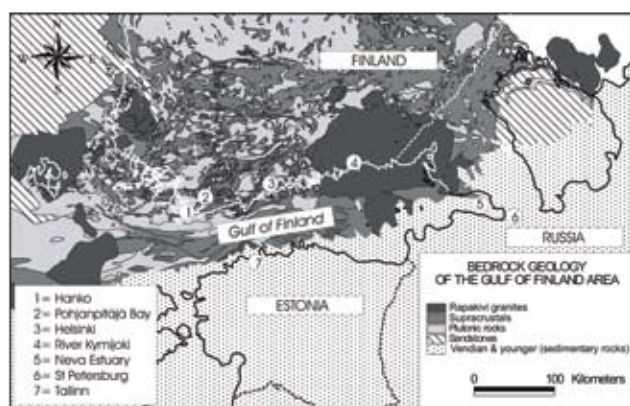 N
W E
S
FINLAND
4
3
2
1
Gulf of Finland
5
6
7
RUSSIA
ESTONIA
1 = Hanko
2 = Pohjanpitäjä Bay
3 = Helsinki
4 = River Kymijoki
5 = Neva Estuary
6 = St Petersburg
7 = Tallinn
BEDROCK GEOLOGY
OF THE GULF OF FINLAND AREA
Rapakivi granites
Supracrustals
Plutonic rocks
Sandstones
Vendian & younger (sedimentary rocks)
0 100 Kilometers